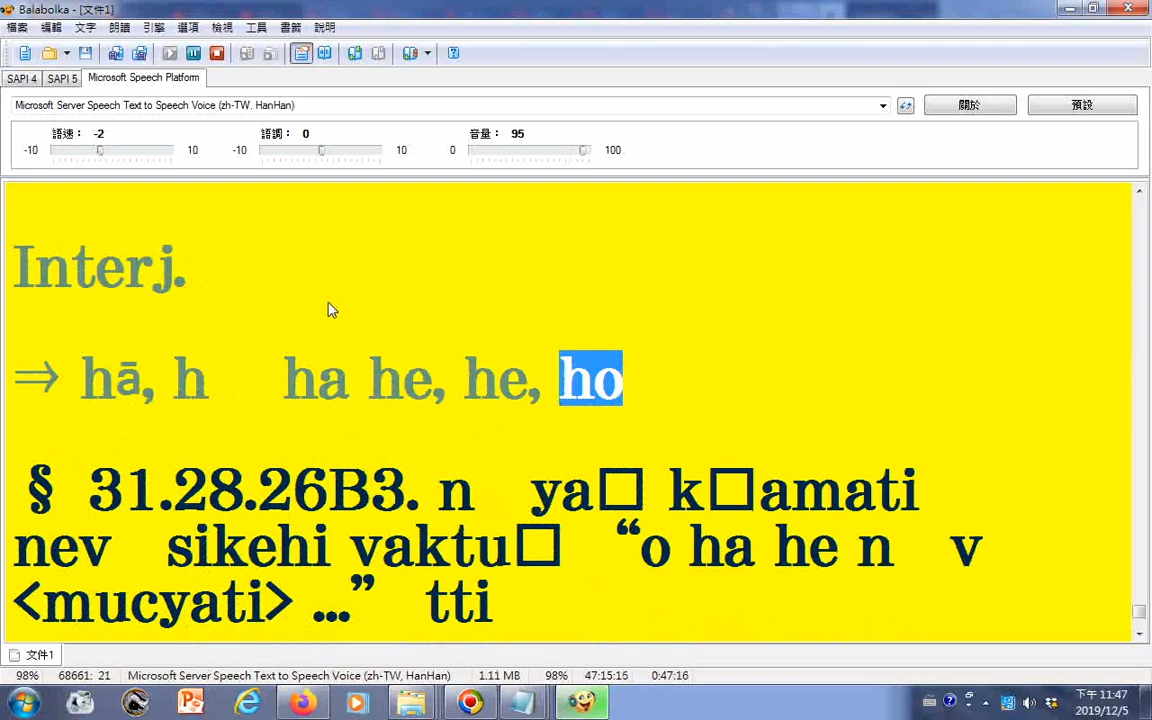 Balabolka - [文件1]
檔案 編輯 文字 朗讀 引擎 選項 檢視 工具 書籤 說明
SAPI 4 SAPI 5 Microsoft Speech Platform
Microsoft Server Speech Text to Speech Voice (zh-TW, HanHan) 關於 預設
語速： -2 語調： 0 音量： 95
-10 10 -10 10 0 100
Interj.
⇒ hā, h ha he, he, ho
§ 31.28.26B3. n ya□ k□amati
nev sikehi vaktu□ “o ha he n v
<mucyati> ...” tti
文件1
98% 68661: 21 Microsoft Server Speech Text to Speech Voice (zh-TW, HanHan) 1.11 MB 98% 47:15:16 0:47:16
下午 11:47
2019/12/5